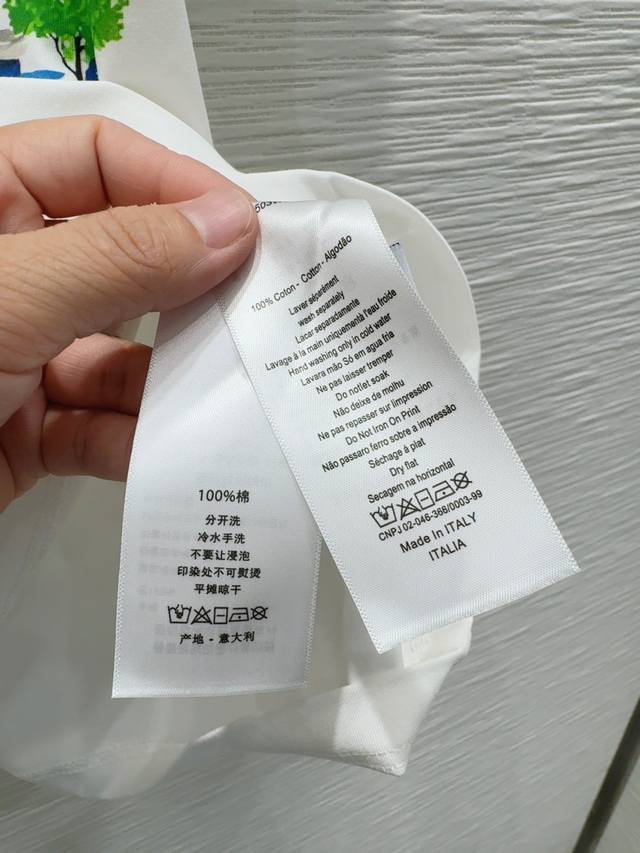 100% Coton - Cotton - Algodão
Laver séparément
wash separately
Lacar separadamente
Lavage à la main uniquementà l'eau froide
Hand washing only in cold water
Lavara mão Só em agua fria
Ne pas laisser tremper
Do notlet soak
Não deixe de molhu
Ne pas repasser sur limpression
Do Not Iron On Print
Não passaro ferro sobre a impressão
Séchage à plat
Dry flat
Secagem na horizontal
CNPJ 02-046-366/0003-99
Made in ITALY
ITALIA
100%棉
分开洗
冷水手洗
不要让浸泡
印染处不可熨烫
平摊晾干
产地 - 意大利